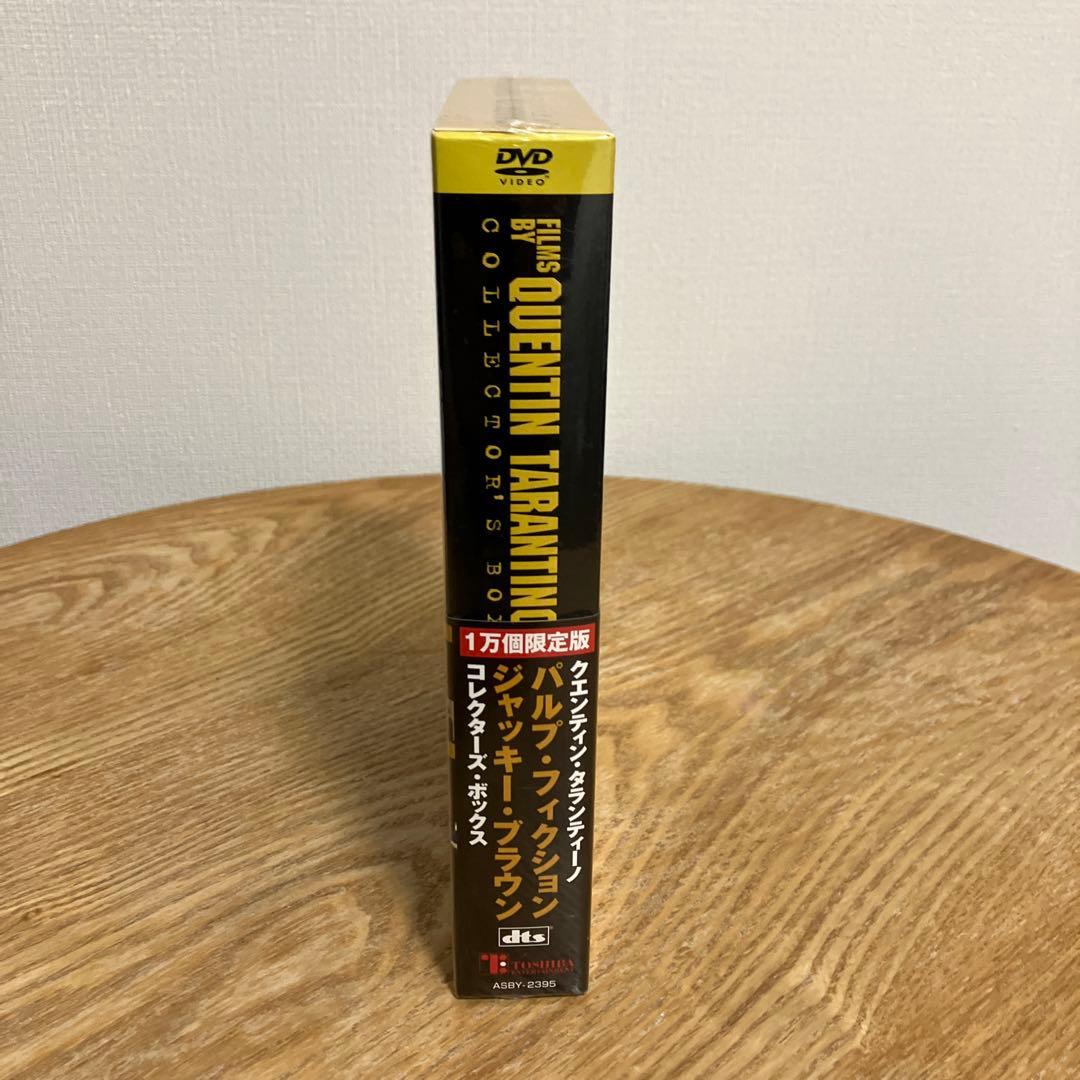 DVD
VIDEO
FILMS
BY
QUENTIN TARANTINO
COLLECTOR'S BOX
1万個限定版
クエンティン・タランティーノ
パルプ・フィクション
ジャッキー・ブラウン
コレクターズ・ボックス
dts
TOSHIBA
ENTERTAINMENT
ASBY-2395